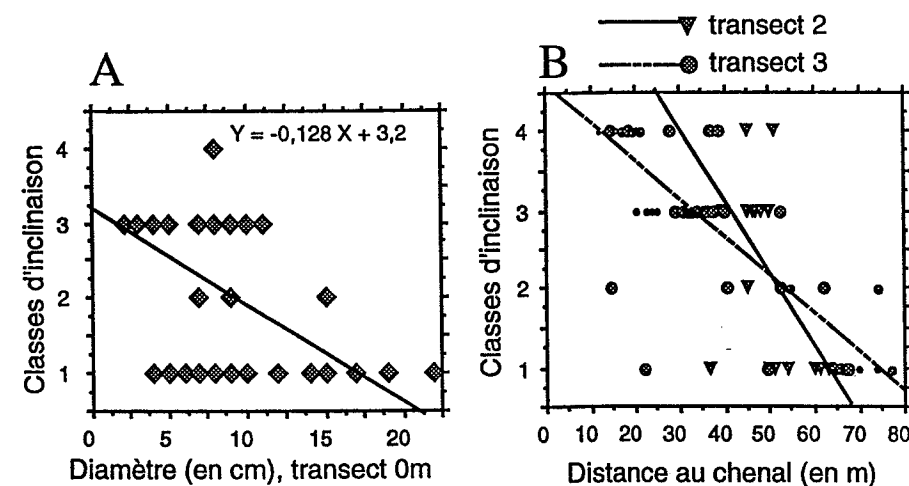 transect 2
transect 3
A
B
Y = -0,128 X + 3,2
Classes d'inclinaison
4
3
2
1
0 5 10 15 20
Diamètre (en cm), transect 0m
Classes d'inclinaison
4
3
2
1
0 10 20 30 40 50 60 70 80
Distance au chenal (en m)